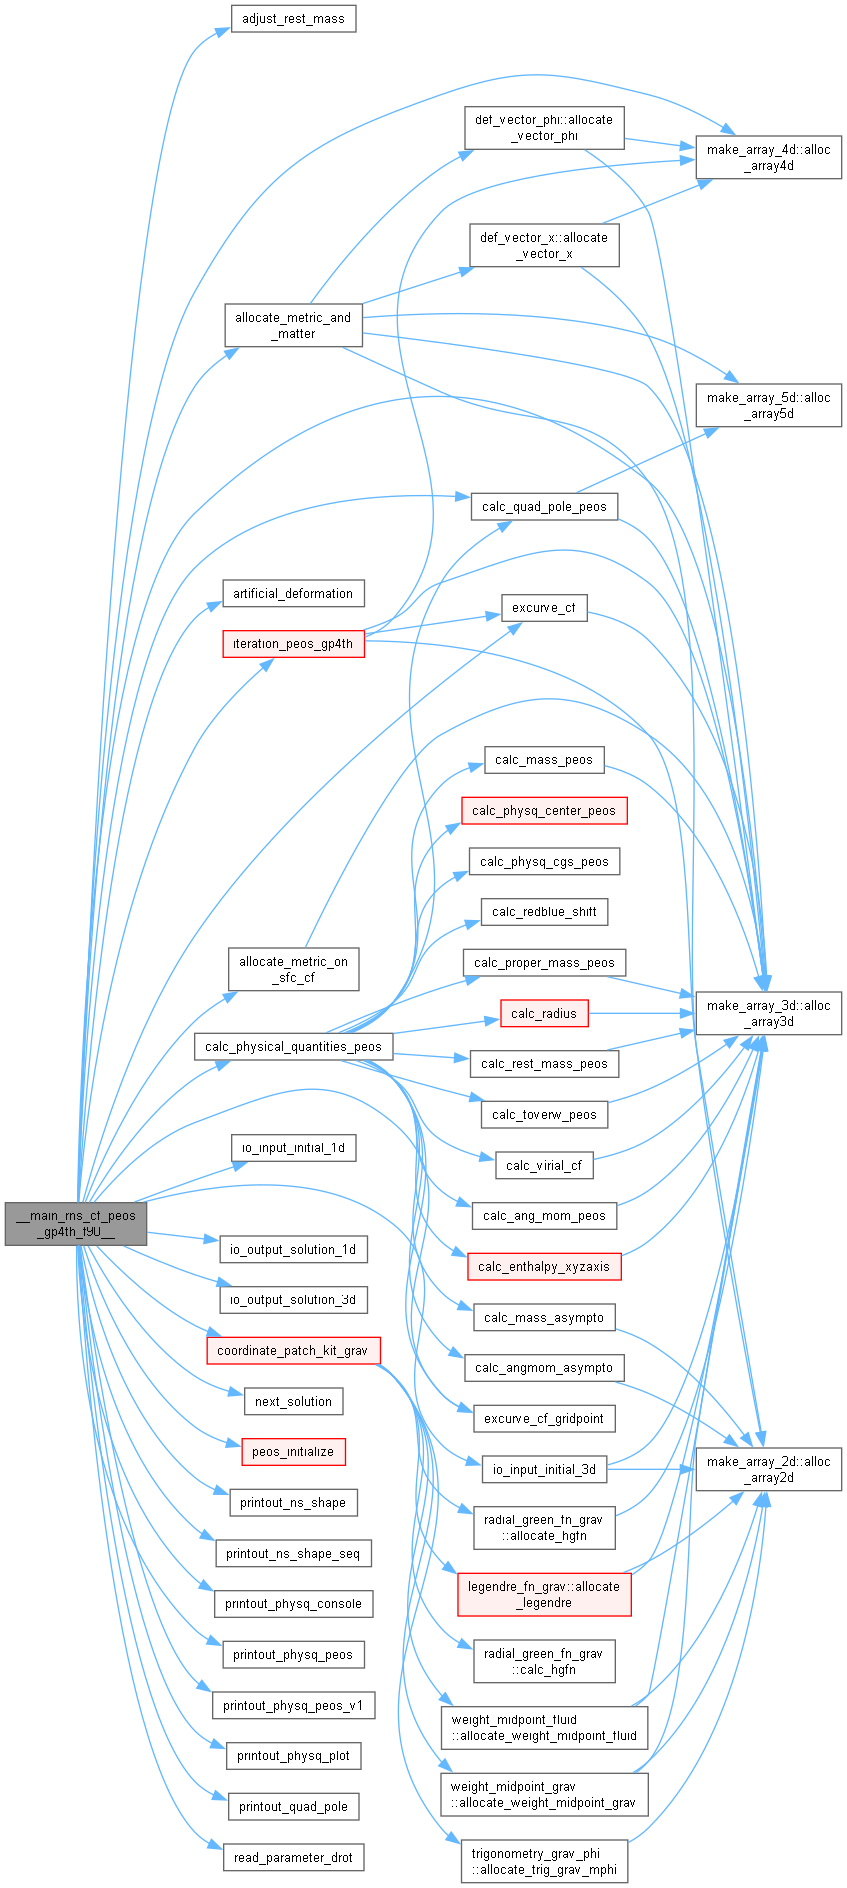 adjust_rest_mass
def_vector_phi::allocate
_vector_phi
make_array_4d::alloc
_array4d
def_vector_x::allocate
_vector_x
allocate_metric_and
_matter
make_array_5d::alloc
_array5d
calc_quad_pole_peos
artificial_deformation
excurve_cf
iteration_peos_gp4th
calc_mass_peos
calc_physq_center_peos
calc_physq_cgs_peos
calc_redblue_shift
allocate_metric_on
_sfc_cf
calc_proper_mass_peos
make_array_3d::alloc
_array3d
calc_radius
calc_physical_quantities_peos
calc_rest_mass_peos
calc_toverw_peos
io_input_initial_1d
calc_virial_cf
__main_rns_cf_peos
_gp4th_f90__
calc_ang_mom_peos
io_output_solution_1d
calc_enthalpy_xyzaxis
io_output_solution_3d
calc_mass_asympto
coordinate_patch_kit_grav
calc_angmom_asympto
next_solution
excurve_cf_gridpoint
peos_initialize
io_input_initial_3d
make_array_2d::alloc
_array2d
printout_ns_shape
radial_green_fn_grav
::allocate_hgfn
printout_ns_shape_seq
legendre_fn_grav::allocate
_legendre
printout_physq_console
printout_physq_peos
radial_green_fn_grav
::calc_hgfn
printout_physq_peos_v1
weight_midpoint_fluid
::allocate_weight_midpoint_fluid
printout_physq_plot
weight_midpoint_grav
::allocate_weight_midpoint_grav
printout_quad_pole
read_parameter_drot
trigonometry_grav_phi
::allocate_trig_grav_mphi